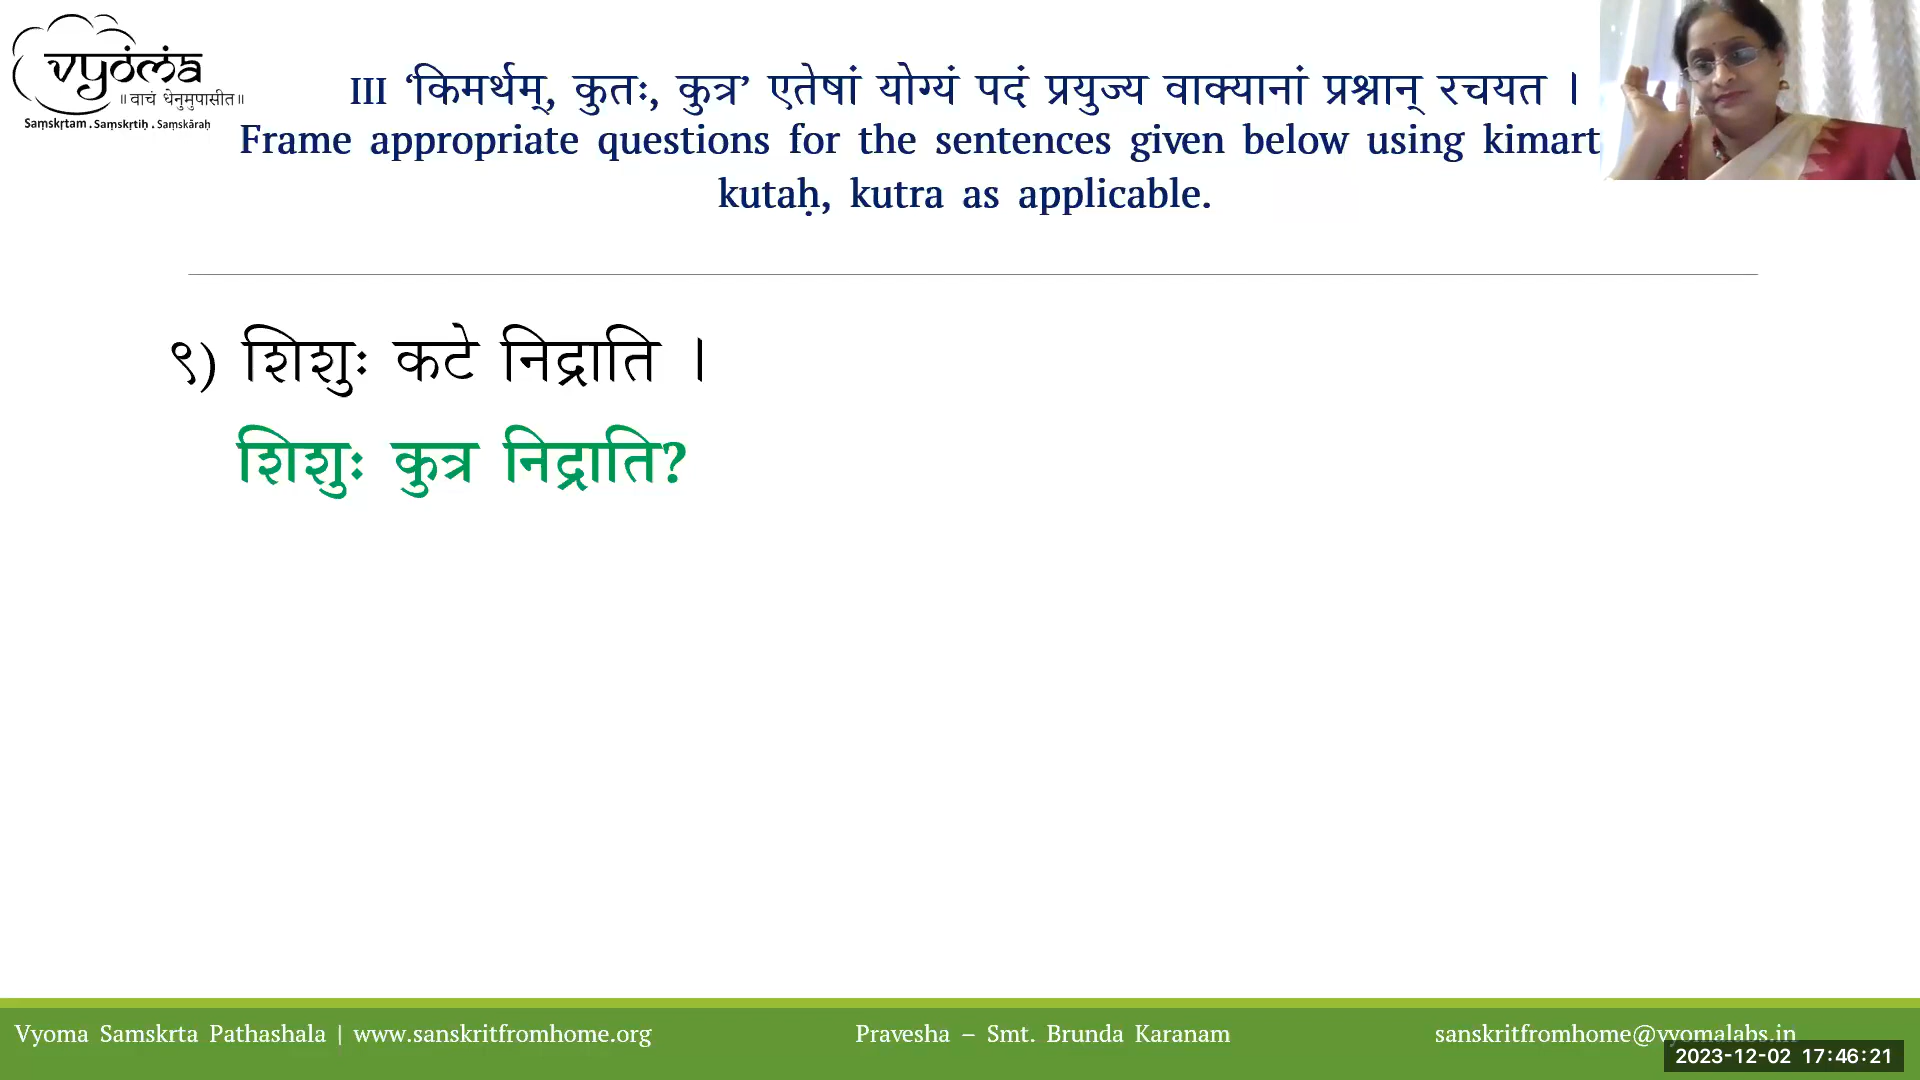 vyoma
॥वाचं धेनुमुपासीत॥
Saṃskṛtam . Saṃskṛtiḥ . Saṃskāraḥ
III ‘किमर्थम्, कुतः, कुत्र’ एतेषां योग्यं पदं प्रयुज्य वाक्यानां प्रश्नान् रचयत ।
Frame appropriate questions for the sentences given below using kimart
kutaḥ, kutra as applicable.
९) शिशुः कटे निद्राति ।
शिशुः कुत्र निद्राति?
Vyoma Samskrta Pathashala | www.sanskritfromhome.org
Pravesha – Smt. Brunda Karanam
sanskritfromhome@vyomalabs.in
2023-12-02 17:46:21